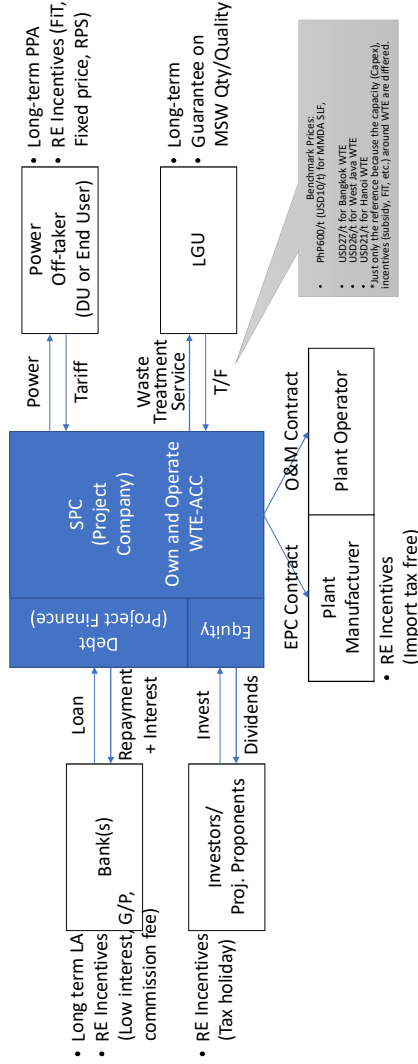 • Long term LA
• RE Incentives
(Low interest, G/P,
commission fee)
Bank(s)
Loan
Repayment
+ Interest
• RE Incentives
(Tax holiday)
Investors/
Proj. Proponents
Invest
Dividends
Debt
(Project Finance)
Equity
SPC
(Project
Company)
Own and Operate
WTE-ACC
Power
Tariff
Power
Off-taker
(DU or End User)
• Long-term PPA
• RE Incentives (FiT,
Fixed price, RPS)
Waste
Treatment
Service
T/F
LGU
• Long-term
• Guarantee on
MSW Qty/Quality
EPC Contract
O&M Contract
Plant
Manufacturer
Plant Operator
• RE Incentives
(Import tax free)
Benchmark Prices:
• PhP600/t (USD10/t) for MMDA SLF,
• USD27/t for Bangkok WTE
• USD26/t for West Java WTE
• USD21/t for Hanoi WTE
*Just only the reference because the capacity (Capex),
incentives (subsidy, FIT, etc.) around WTE are differed.